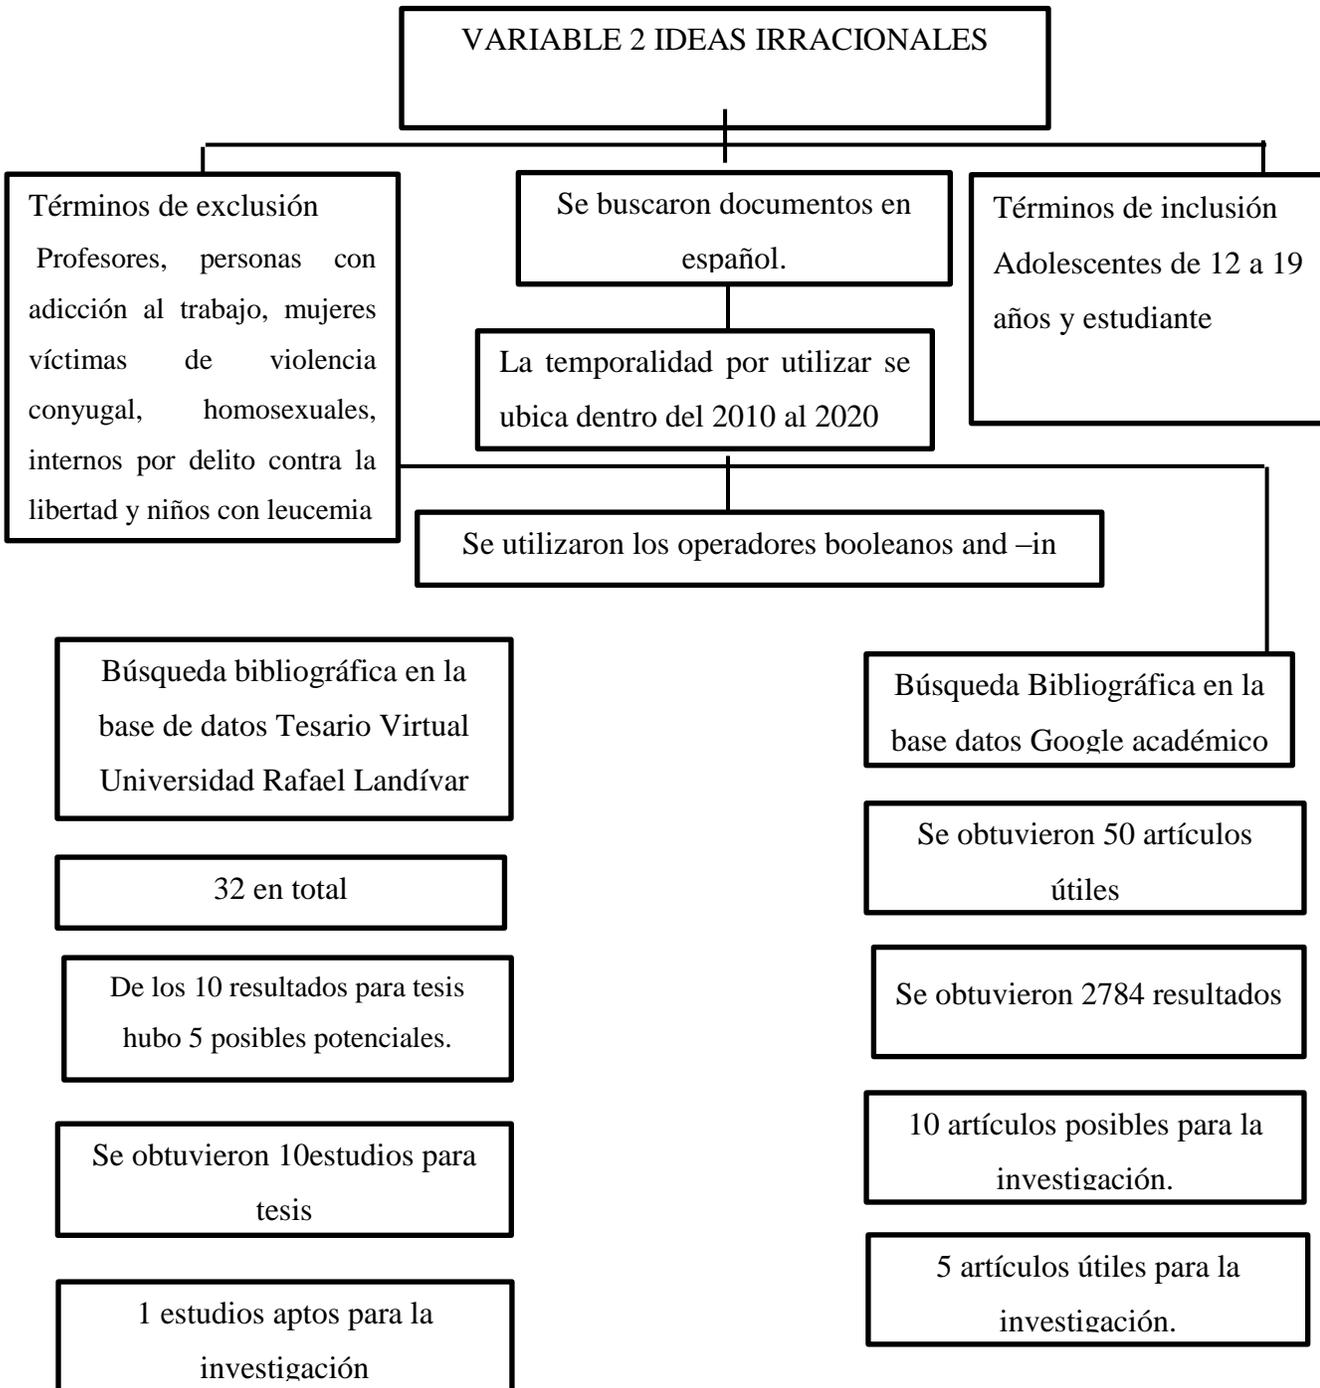 VARIABLE 2 IDEAS IRRACIONALES
Términos de exclusión
Profesores, personas con
adicción al trabajo, mujeres
víctimas de violencia
conyugal, homosexuales,
internos por delito contra la
libertad y niños con leucemia
Se buscaron documentos en
español.
Términos de inclusión
Adolescentes de 12 a 19
años y estudiante
La temporalidad por utilizar se
ubica dentro del 2010 al 2020
Se utilizaron los operadores booleanos and –in
Búsqueda bibliográfica en la
base de datos Tesario Virtual
Universidad Rafael Landívar
32 en total
De los 10 resultados para tesis
hubo 5 posibles potenciales.
Se obtuvieron 10estudios para
tesis
1 estudios aptos para la
investigación
Búsqueda Bibliográfica en la
base datos Google académico
Se obtuvieron 50 artículos
útiles
Se obtuvieron 2784 resultados
10 artículos posibles para la
investigación.
5 artículos útiles para la
investigación.